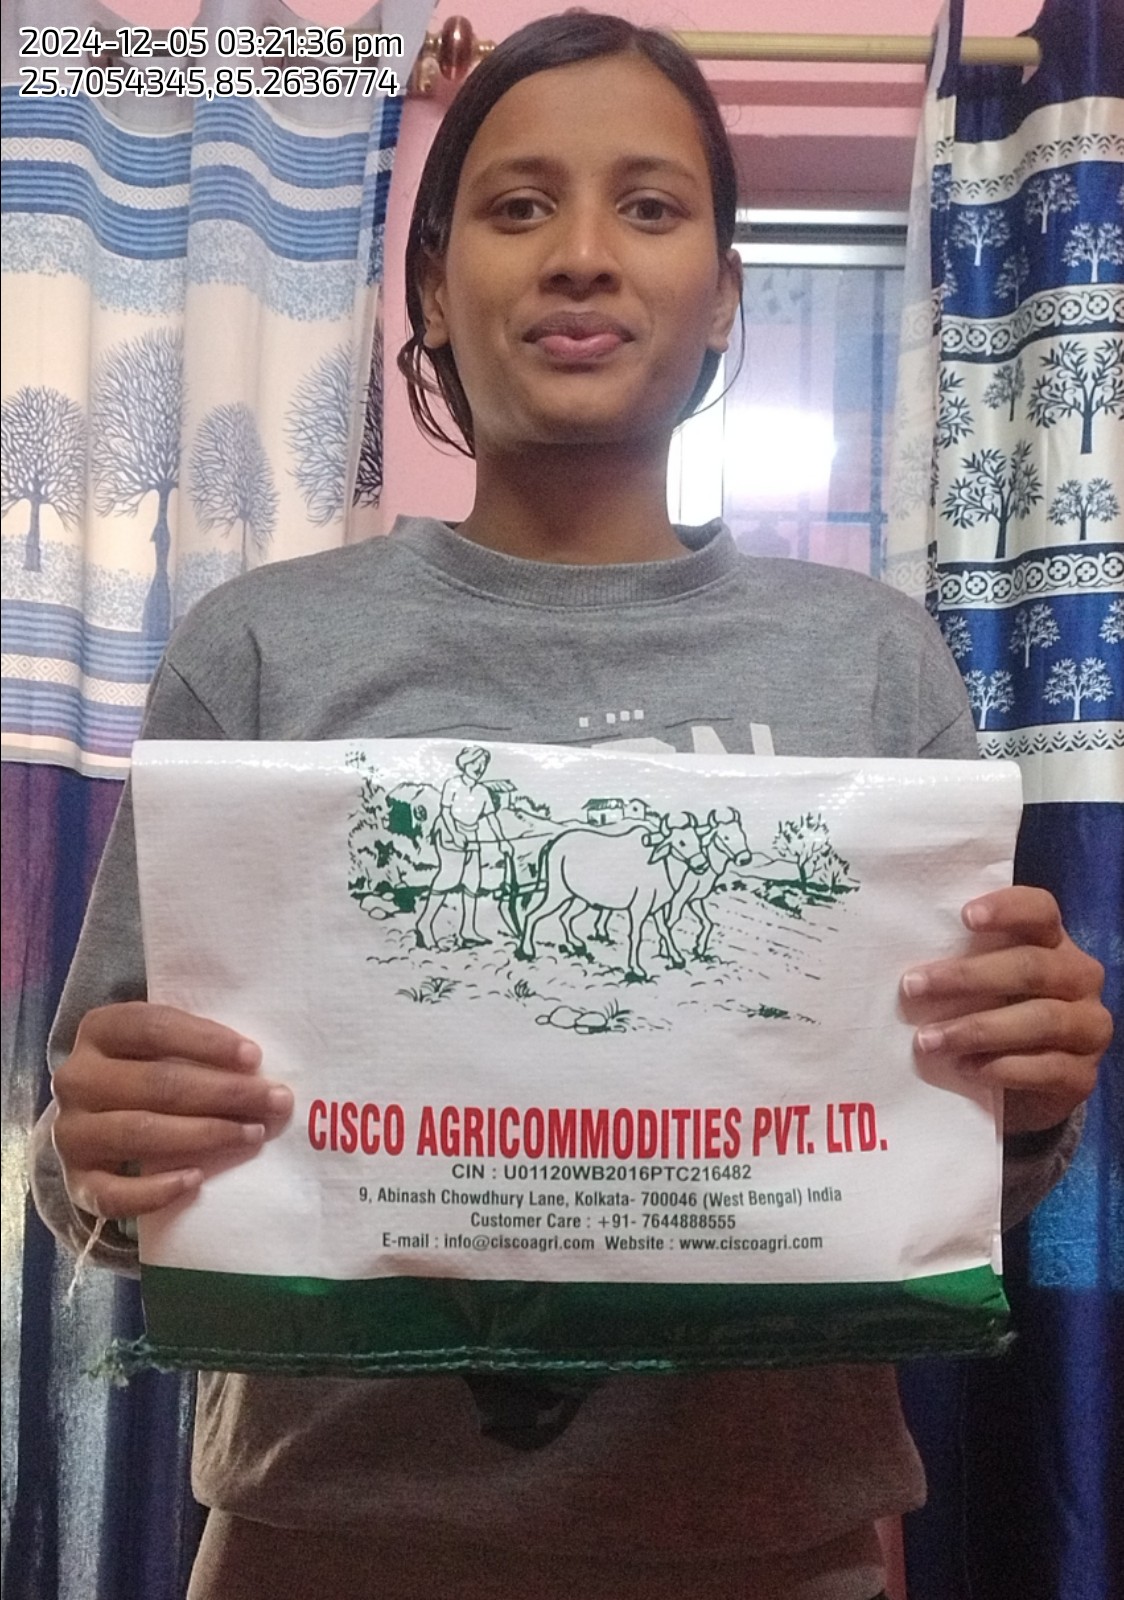 2024-12-05 03:21:36 pm
25.7054345,85.2636774
CISCO AGRICOMMODITIES PVT. LTD.
CIN : U01120WB2016PTC216482
9, Abinash Chowdhury Lane, Kolkata- 700046 (West Bengal) India
Customer Care : +91- 7644888555
E-mail : info@ciscoagri.com Website : www.ciscoagri.com